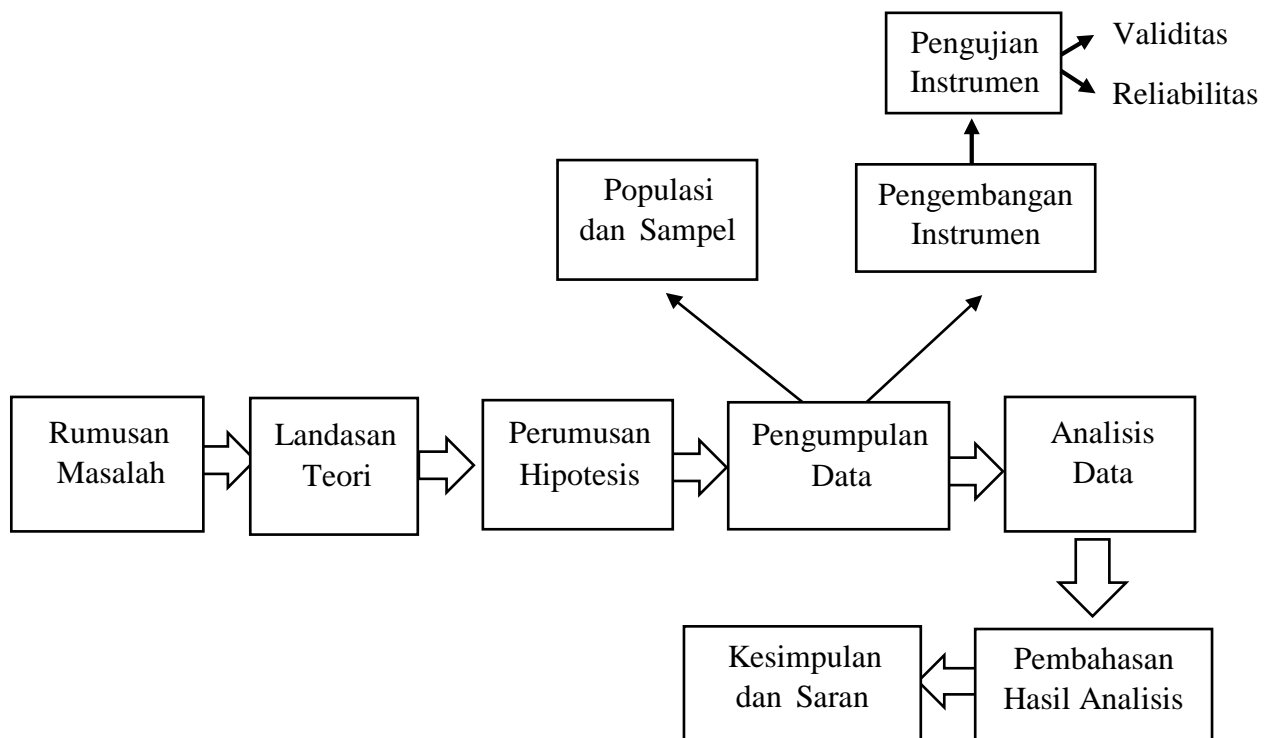 Pengujian
Instrumen
Validitas
Reliabilitas
Populasi
dan Sampel
Pengembangan
Instrumen
Rumusan
Masalah
Landasan
Teori
Perumusan
Hipotesis
Pengumpulan
Data
Analisis
Data
Kesimpulan
dan Saran
Pembahasan
Hasil Analisis